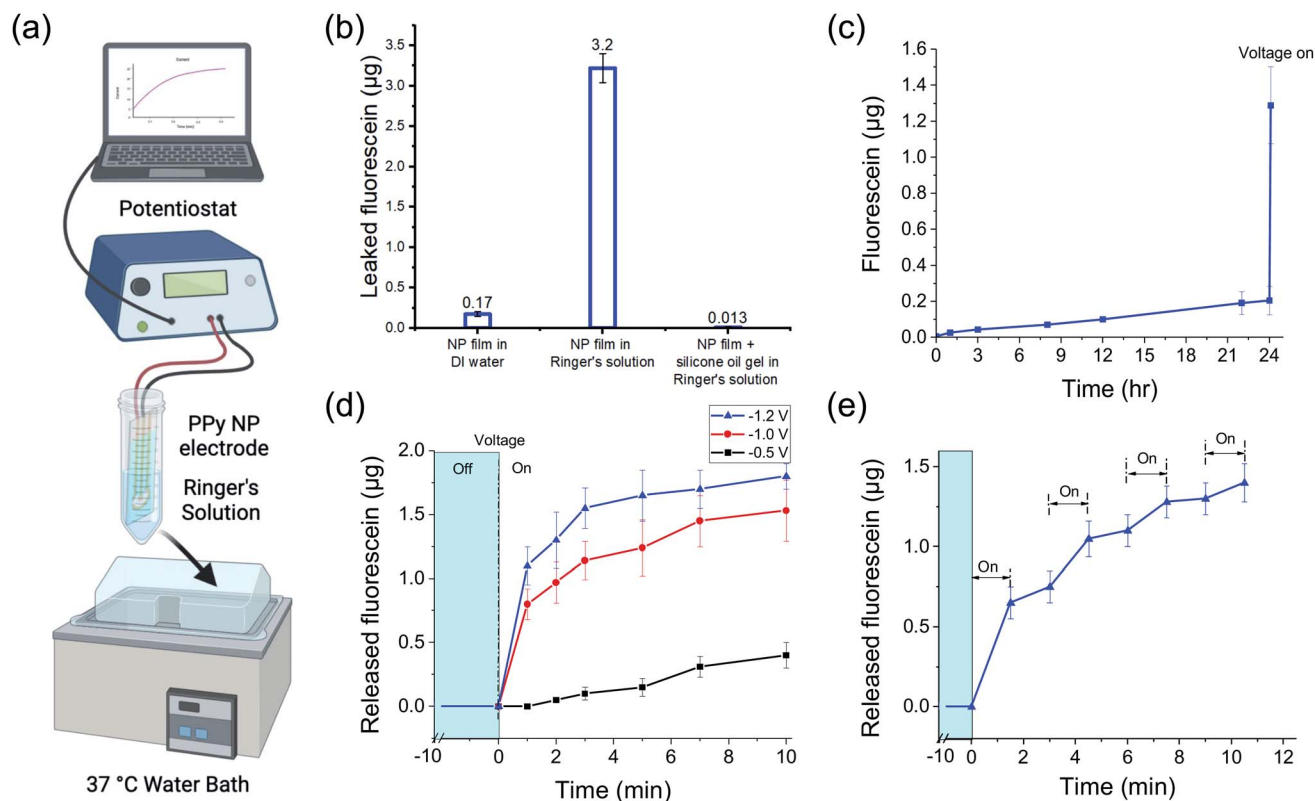 (a)
Current
Current
Time (min)
Potentiostat
PPy NP
electrode
Ringer's
Solution
37 °C Water Bath
(b)
Leaked fluorescein (µg)
3.5
3.0
2.5
2.0
1.5
1.0
0.5
0.0
0.17
3.2
0.013
NP film in
DI water
NP film in
Ringer's solution
NP film +
silicone oil gel in
Ringer's solution
(c)
Fluorescein (µg)
1.6
1.4
1.2
1.0
0.8
0.6
0.4
0.2
0.0
Voltage on
0 3 6 9 12 15 18 21 24
Time (hr)
(d)
Released fluorescein (µg)
2.0
1.5
1.0
0.5
0.0
Voltage
Off On
-1.2 V
-1.0 V
-0.5 V
-10 0 2 4 6 8 10
Time (min)
(e)
Released fluorescein (µg)
1.5
1.0
0.5
0.0
On
On
On
On
-10 0 2 4 6 8 10
Time (min)